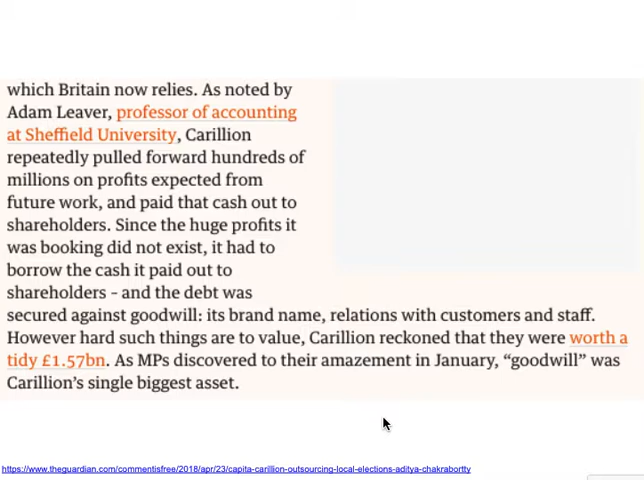 which Britain now relies. As noted by
Adam Leaver, professor of accounting
at Sheffield University, Carillion
repeatedly pulled forward hundreds of
millions on profits expected from
future work, and paid that cash out to
shareholders. Since the huge profits it
was booking did not exist, it had to
borrow the cash it paid out to
shareholders – and the debt was
secured against goodwill: its brand name, relations with customers and staff.
However hard such things are to value, Carillion reckoned that they were worth a
tidy £1.57bn. As MPs discovered to their amazement in January, “goodwill” was
Carillion’s single biggest asset.
https://www.theguardian.com/commentisfree/2018/apr/23/capita-carillion-outsourcing-local-elections-aditya-chakrabortty